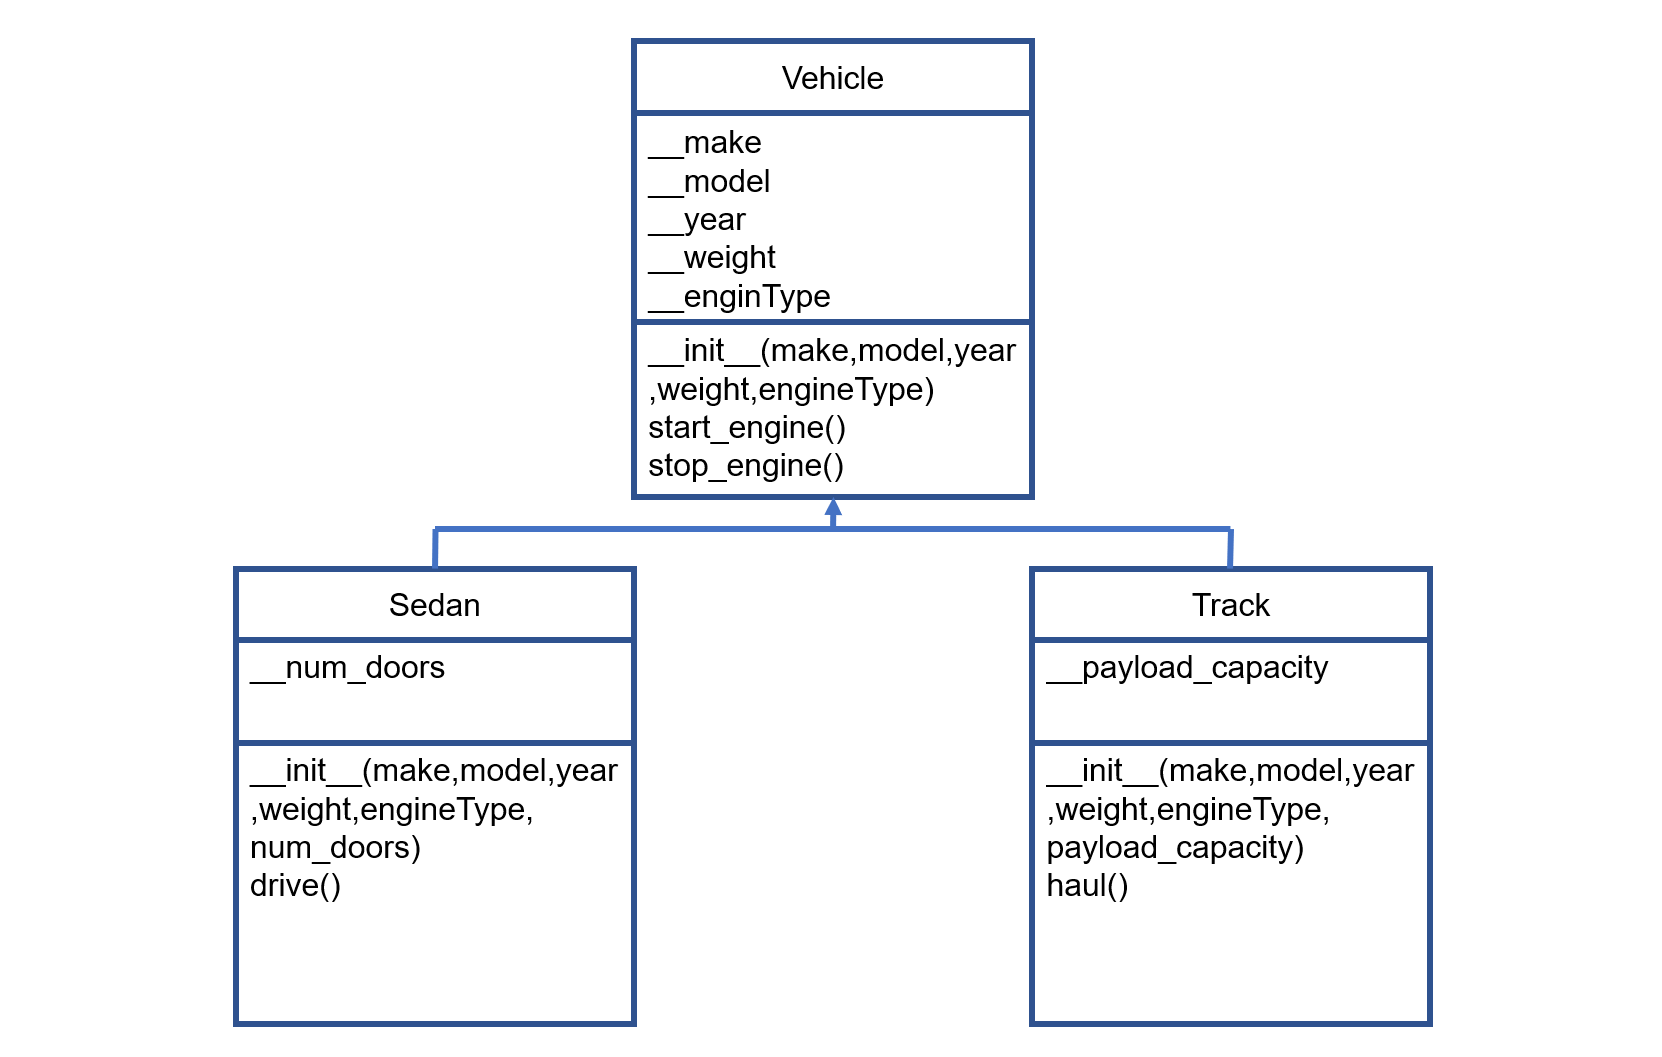 Vehicle
__make
__model
__year
__weight
__enginType
__init__(make,model,year
,weight,engineType)
start_engine()
stop_engine()
Sedan
__num_doors
__init__(make,model,year
,weight,engineType,
num_doors)
drive()
Track
__payload_capacity
__init__(make,model,year
,weight,engineType,
payload_capacity)
haul()